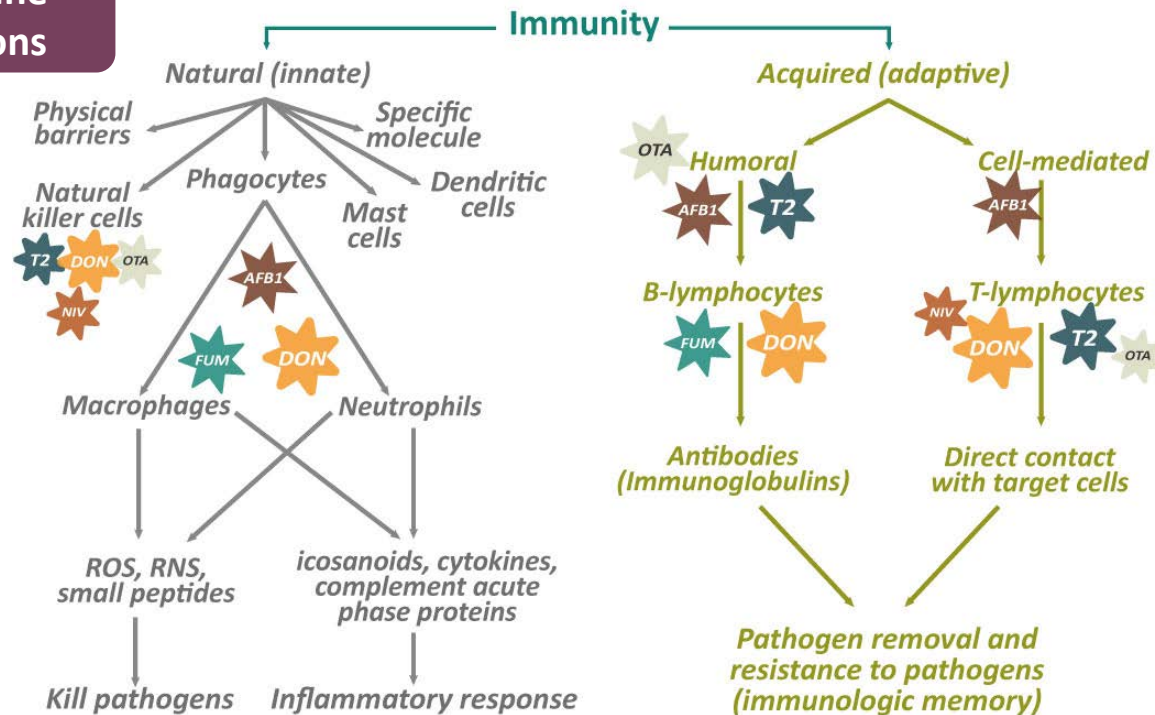 ons
Immunity
Natural (innate)
Physical
barriers
Specific
molecule
Natural
killer cells
Phagocytes
Mast
cells
Dendritic
cells
T2
DON
OTA
NIV
AFB1
FUM
DON
Macrophages
Neutrophils
ROS, RNS,
small peptides
icosanoids, cytokines,
complement acute
phase proteins
Kill pathogens
Inflammatory response
Acquired (adaptive)
OTA
Humoral
AFB1
T2
Cell-mediated
AFB1
B-lymphocytes
FUM
DON
T-lymphocytes
NIV
DON
T2
OTA
Antibodies
(Immunoglobulins)
Direct contact
with target cells
Pathogen removal and
resistance to pathogens
(immunologic memory)